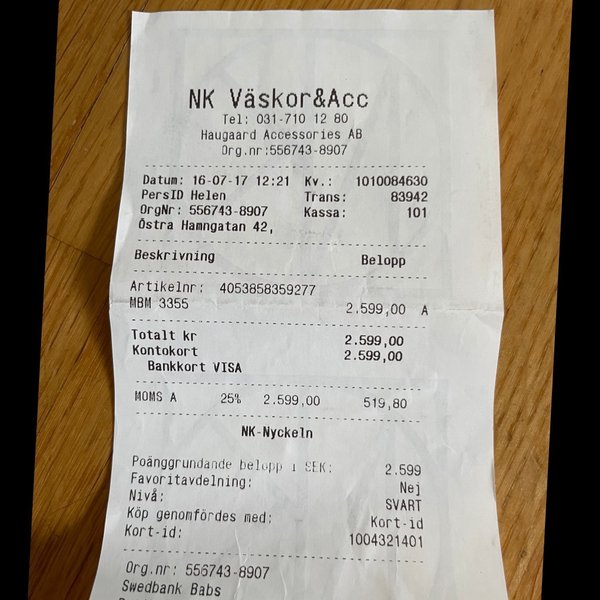 NK Väskor&Acc
Tel: 031-710 12 80
Haugaard Accessories AB
Org.nr:556743-8907
Datum: 16-07-17 12:21 Kv.: 1010084630
PersID Helen Trans: 83942
OrgNr: 556743-8907 Kassa: 101
Östra Hamngatan 42,
Beskrivning Belopp
Artikelnr: 4053858359277
MBM 3355 2.599,00 A
Totalt kr 2.599,00
Kontokort 2.599,00
Bankkort VISA
MOMS A 25% 2.599,00 519,80
NK-Nyckeln
Poänggrundande belopp i SEK: 2.599
Favoritavdelning: Nej
Nivå: SVART
Köp genomfördes med: Kort-id
Kort-id: 1004321401
Org.nr: 556743-8907
Swedbank Babs